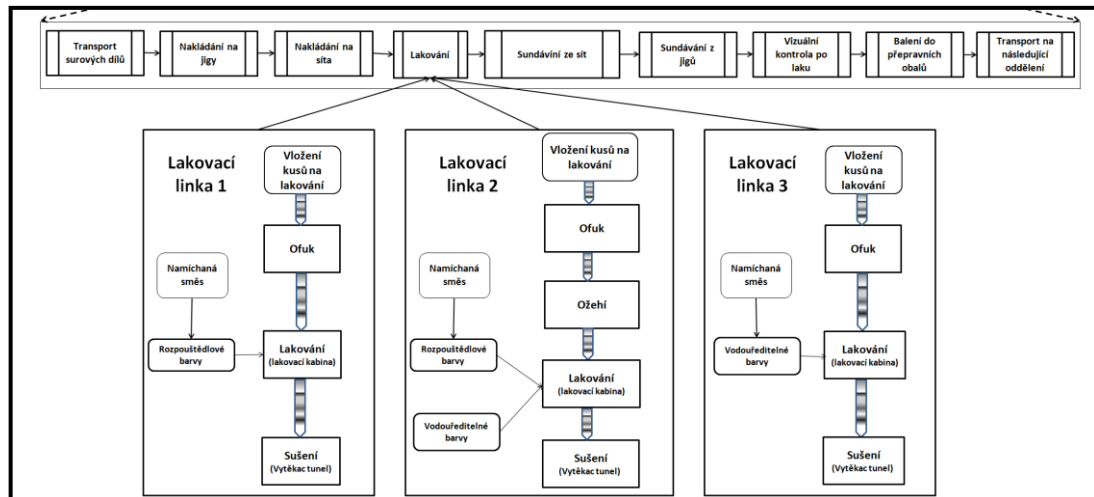 Transport
surových dílů
Nakládání na
jigy
Nakládání na
síta
Lakování
Sundávíní ze sít
Sundávání z
jigů
Vizuální
kontrola po
laku
Balení do
přepravních
obalů
Transport na
následující
oddělení
Lakovací
linka 1
Vložení
kusů na
lakování
Ofuk
Namíchaná
směs
Rozpouštědlové
barvy
Lakování
(lakovací kabina)
Sušení
(Vytěkac tunel)
Lakovací
linka 2
Vložení kusů na
lakování
Ofuk
Namíchaná
směs
Ožehí
Rozpouštědlové
barvy
Lakování
(lakovací kabina)
Vodouředitelné
barvy
Sušení
(Vytěkac tunel)
Lakovací
linka 3
Vložení
kusů na
lakování
Ofuk
Namíchaná
směs
Vodouředitelné
barvy
Lakování
(lakovací kabina)
Sušení
(Vytěkac tunel)